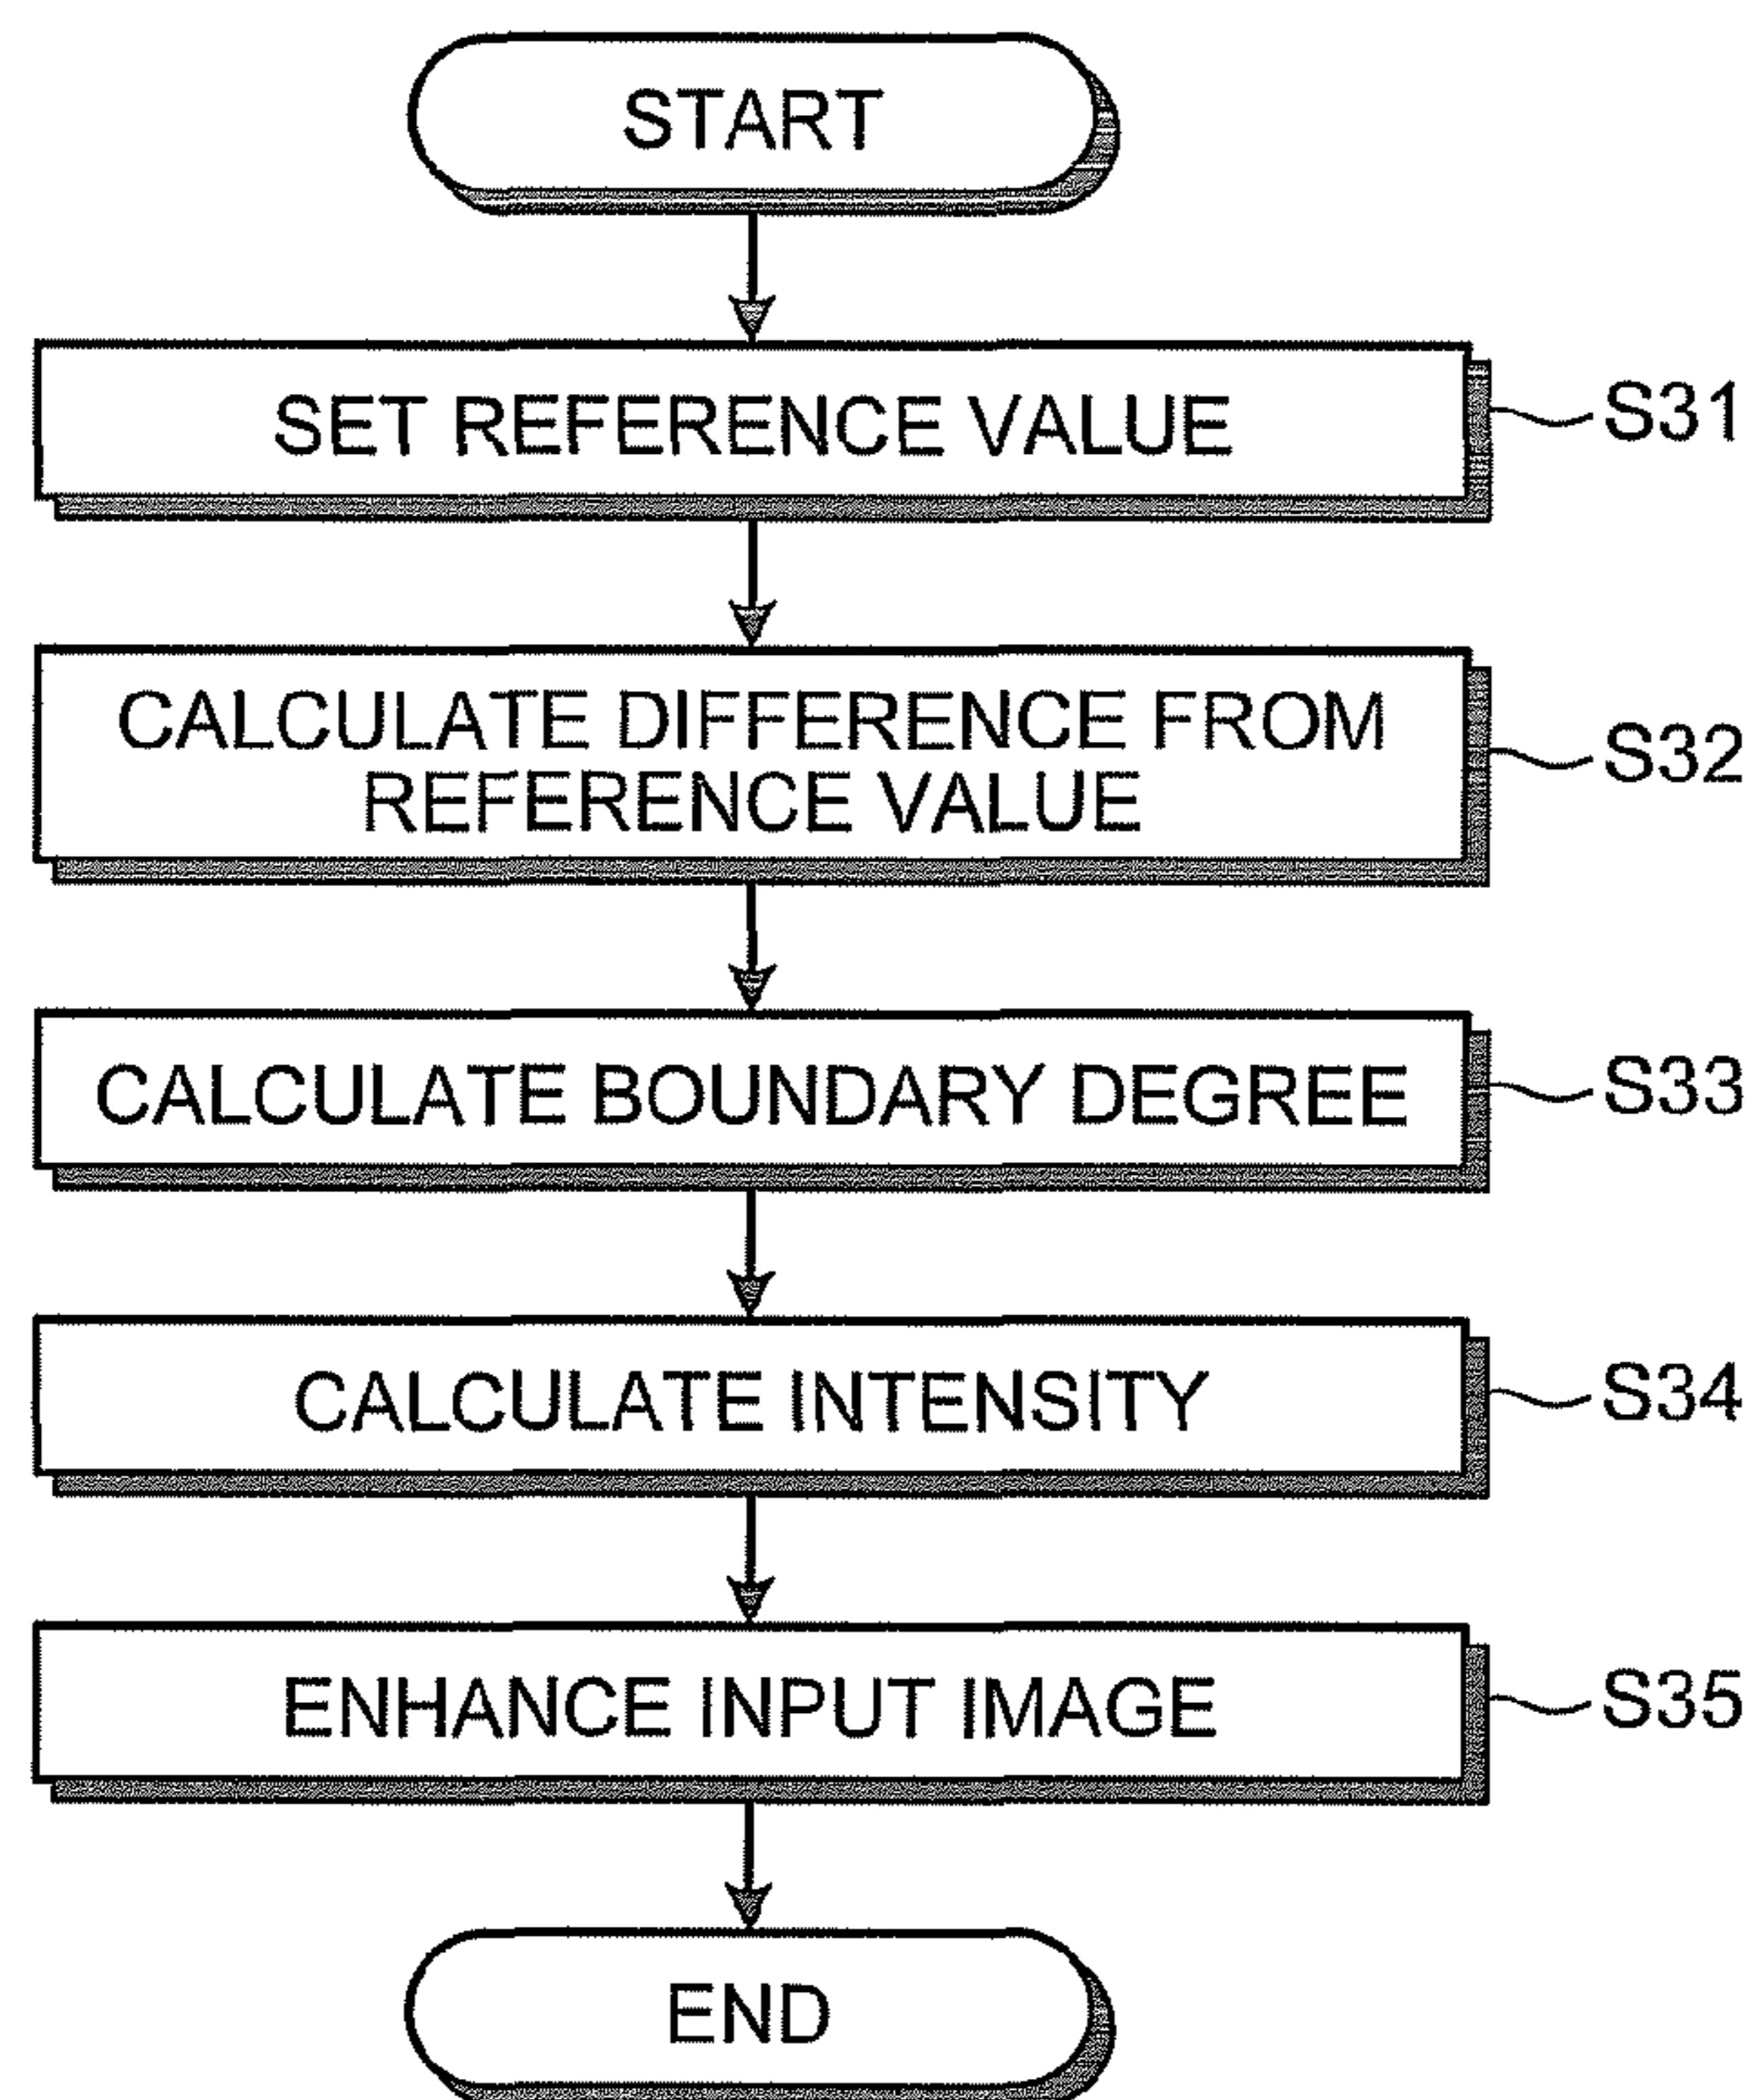 START
SET REFERENCE VALUE
S31
CALCULATE DIFFERENCE FROM
REFERENCE VALUE
S32
CALCULATE BOUNDARY DEGREE
S33
CALCULATE INTENSITY
S34
ENHANCE INPUT IMAGE
S35
END